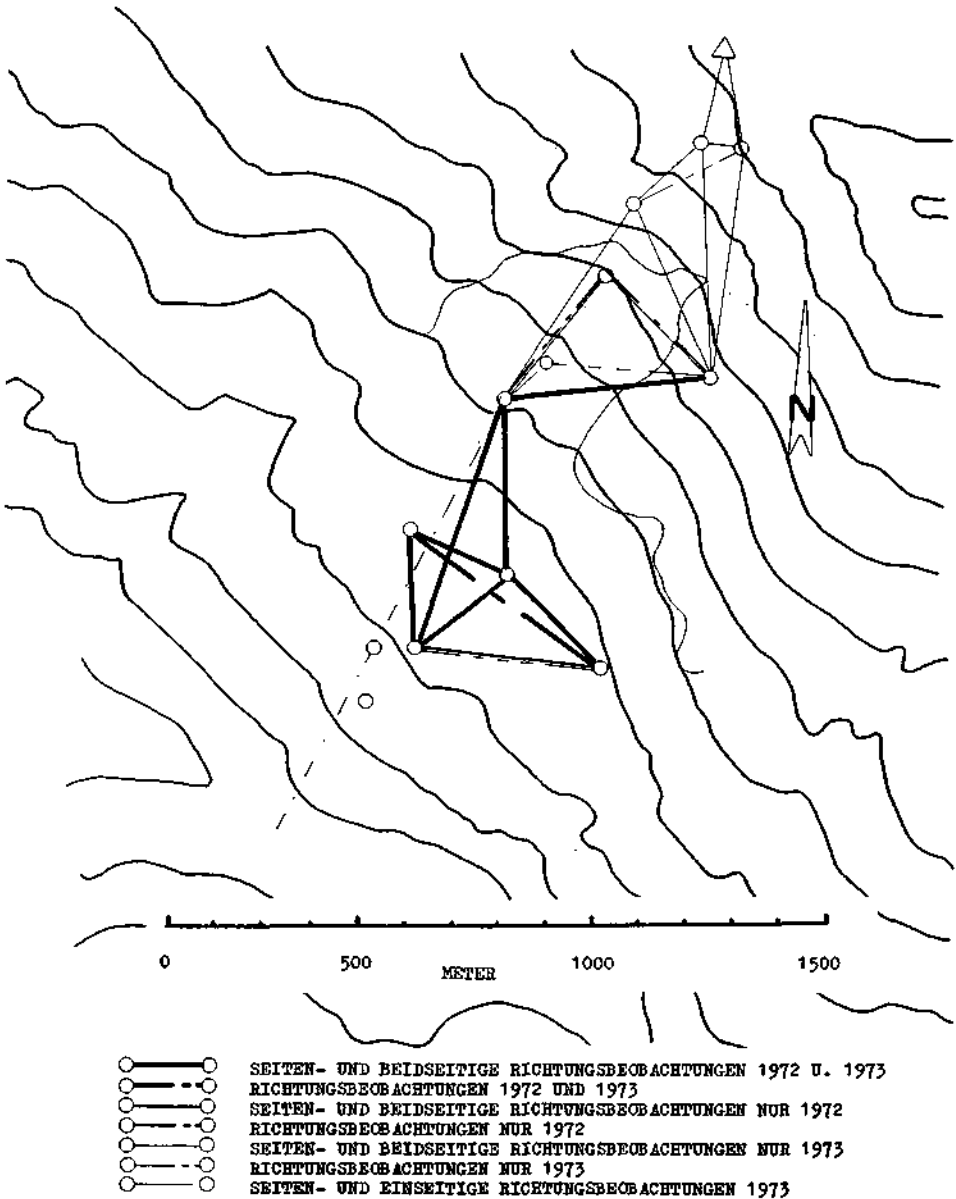 N
0 500 1000 1500
METER
SEITEN- UND BEIDSEITIGE RICHTUNGSBEOBACHTUNGEN 1972 U. 1973
RICHTUNGSBEOBACHTUNGEN 1972 UND 1973
SEITEN- UND BEIDSEITIGE RICHTUNGSBEOBACHTUNGEN NUR 1972
RICHTUNGSBEOBACHTUNGEN NUR 1972
SEITEN- UND BEIDSEITIGE RICHTUNGSBEOBACHTUNGEN NUR 1973
RICHTUNGSBEOBACHTUNGEN NUR 1973
SEITEN- UND EINSEITIGE RICHTUNGSBEOBACHTUNGEN 1973